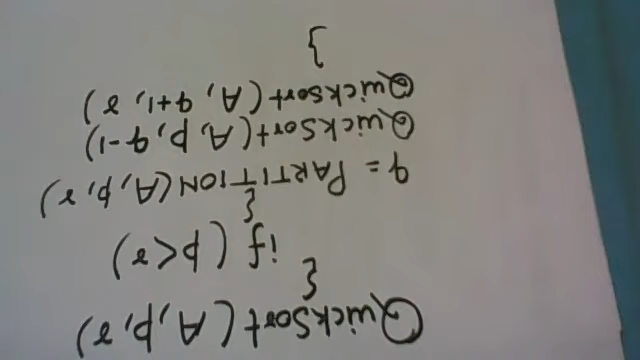 QuickSort(A, p, r)
{
if (p<r)
{
q = PARTITION(A, p, r)
QuickSort(A, p, q-1)
QuickSort(A, q+1, r)
}